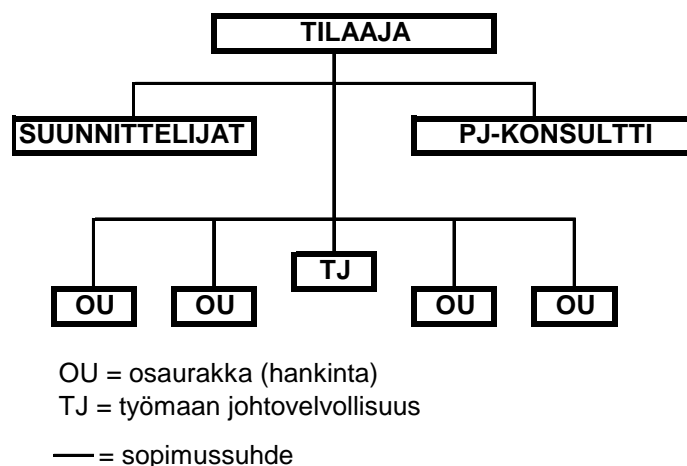 TILAAJA
SUUNNITTELIJAT PJ-KONSULTTI
TJ
OU OU OU OU
OU = osaurakka (hankinta)
TJ = työmaan johtovelvollisuus
= sopimussuhde